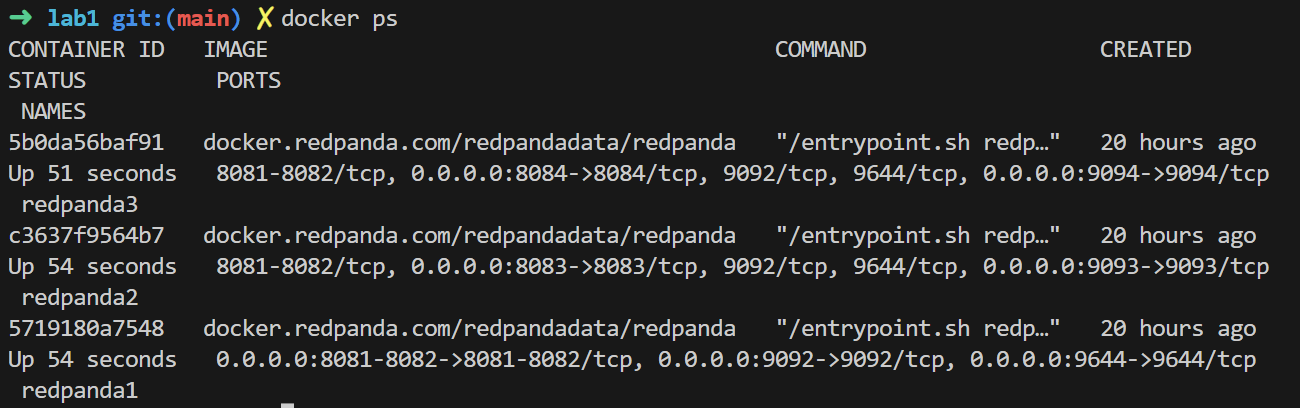 ➜ lab1 git:(main) ✗ docker ps
CONTAINER ID   IMAGE                                       COMMAND                  CREATED
STATUS          PORTS
 NAMES
5b0da56baf91   docker.redpanda.com/redpandadata/redpanda   "/entrypoint.sh redp…"   20 hours ago
Up 51 seconds   8081-8082/tcp, 0.0.0.0:8084->8084/tcp, 9092/tcp, 9644/tcp, 0.0.0.0:9094->9094/tcp
 redpanda3
c3637f9564b7   docker.redpanda.com/redpandadata/redpanda   "/entrypoint.sh redp…"   20 hours ago
Up 54 seconds   8081-8082/tcp, 0.0.0.0:8083->8083/tcp, 9092/tcp, 9644/tcp, 0.0.0.0:9093->9093/tcp
 redpanda2
5719180a7548   docker.redpanda.com/redpandadata/redpanda   "/entrypoint.sh redp…"   20 hours ago
Up 54 seconds   0.0.0.0:8081-8082->8081-8082/tcp, 0.0.0.0:9092->9092/tcp, 0.0.0.0:9644->9644/tcp
 redpanda1